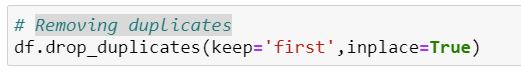 # Removing duplicates
df.drop_duplicates(keep='first',inplace=True)